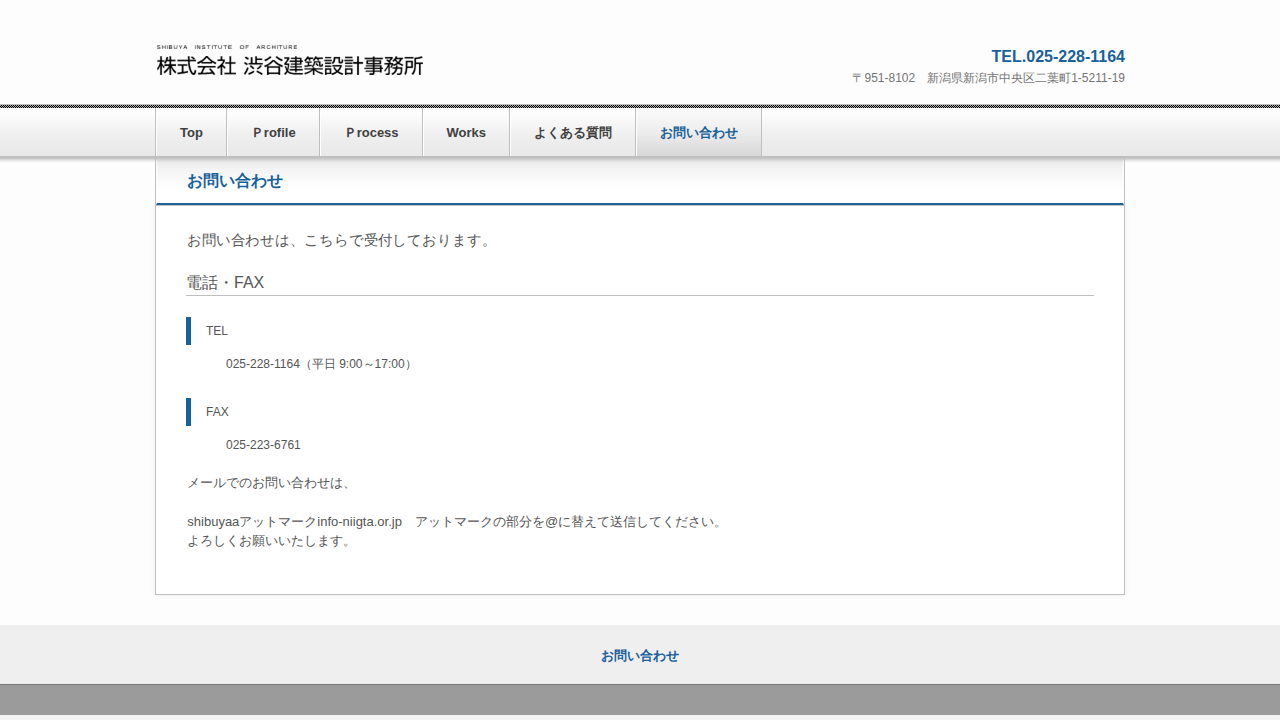 SHIBUYA INSTITUTE OF ARCHITURE
株式会社 渋谷建築設計事務所
TEL.025-228-1164
〒951-8102　新潟県新潟市中央区二葉町1-5211-19
Top
Ｐrofile
Ｐrocess
Works
よくある質問
お問い合わせ
お問い合わせ
お問い合わせは、こちらで受付しております。
電話・FAX
TEL
025-228-1164（平日 9:00～17:00）
FAX
025-223-6761
メールでのお問い合わせは、
shibuyaaアットマークinfo-niigta.or.jp　アットマークの部分を@に替えて送信してください。
よろしくお願いいたします。
お問い合わせ